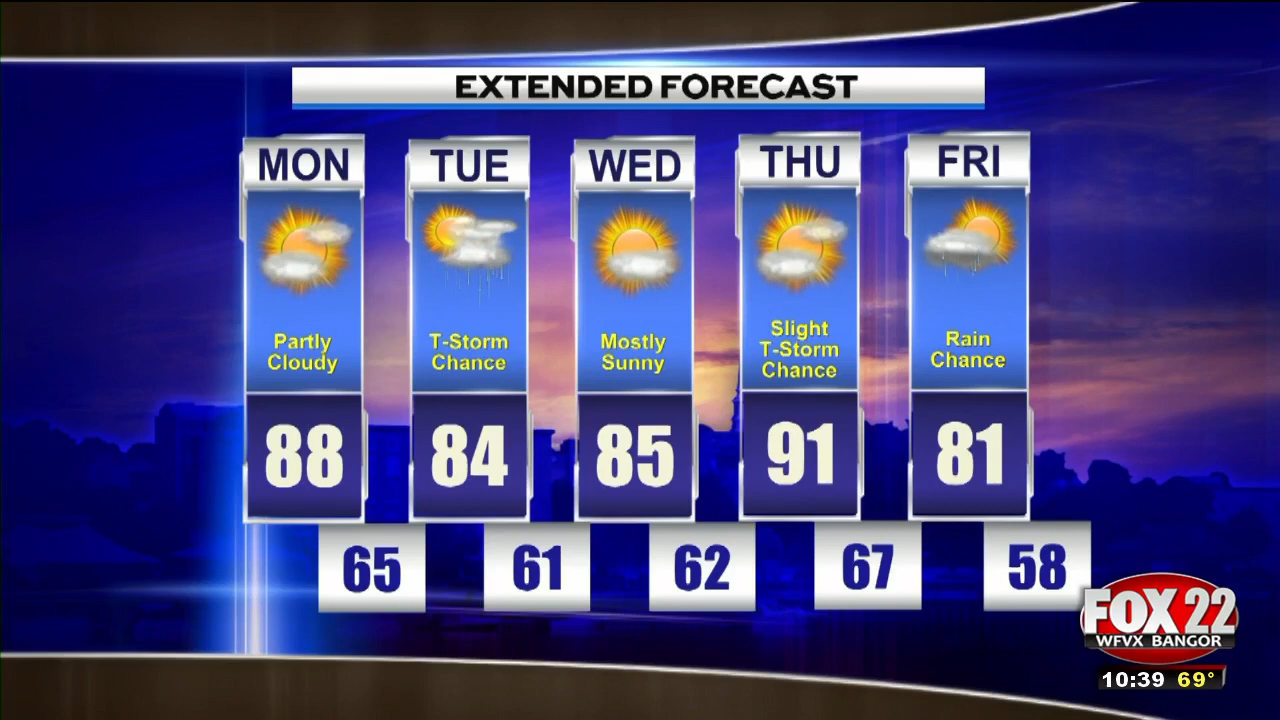 EXTENDED FORECAST
MON TUE WED THU FRI
Partly
Cloudy
T-Storm
Chance
Mostly
Sunny
Slight
T-Storm
Chance
Rain
Chance
88 84 85 91 81
65 61 62 67 58
FOX 22
WFVX BANGOR
10:39 69°